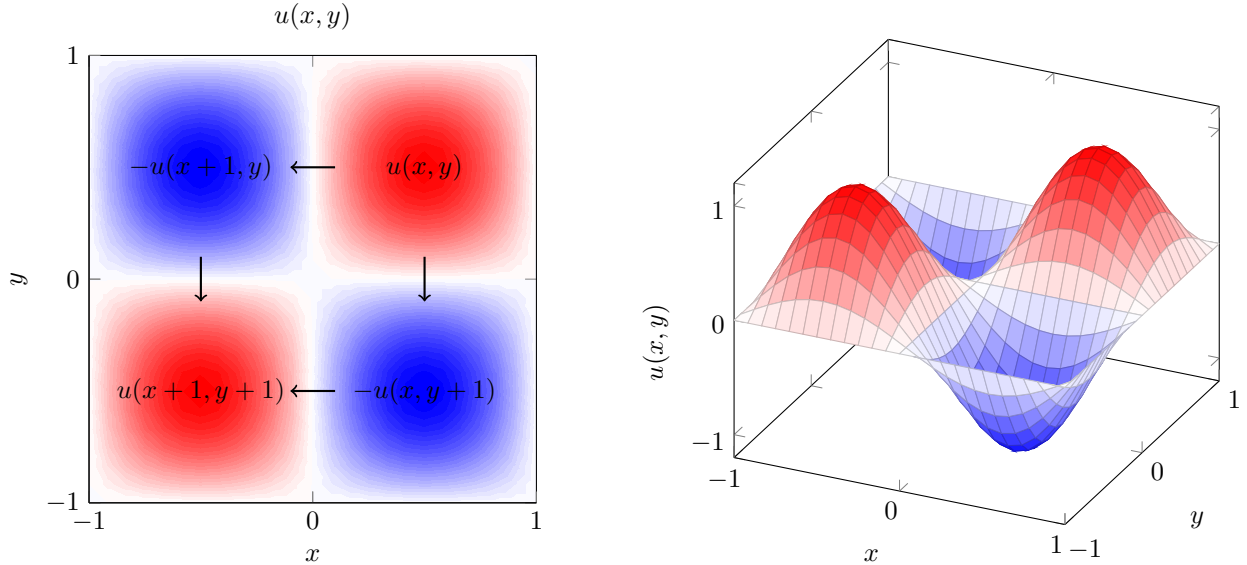 u(x, y)
1
0
−1
y
−u(x + 1, y)
u(x, y)
u(x+1, y+1)
−u(x, y+1)
−1
0
1
x
1
0
−1
u(x, y)
−1
0
1
x
−1
0
1
y